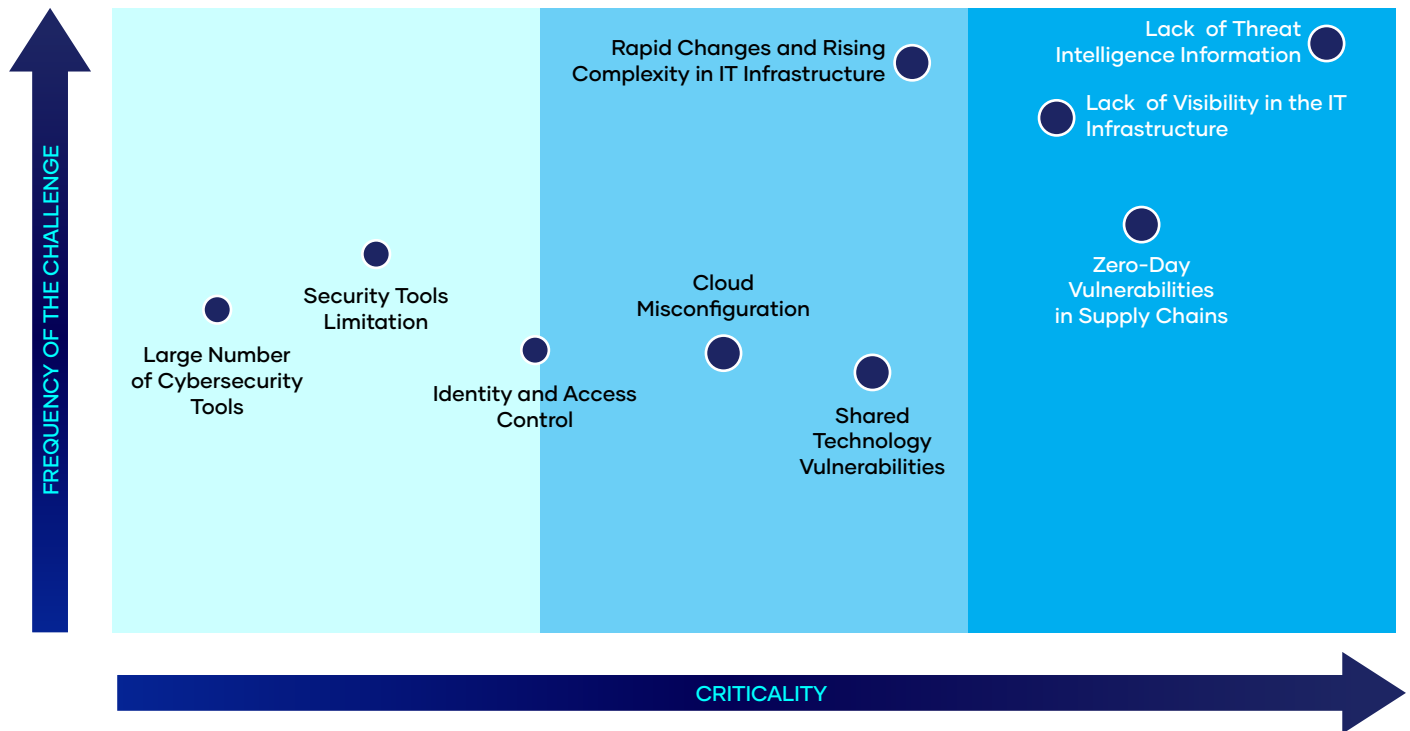 FREQUENCY OF THE CHALLENGE
Rapid Changes and Rising
Complexity in IT Infrastructure
Lack of Threat
Intelligence Information
Lack of Visibility in the IT
Infrastructure
Security Tools
Limitation
Large Number
of Cybersecurity
Tools
Identity and Access
Control
Cloud
Misconfiguration
Shared
Technology
Vulnerabilities
Zero-Day
Vulnerabilities
in Supply Chains
CRITICALITY